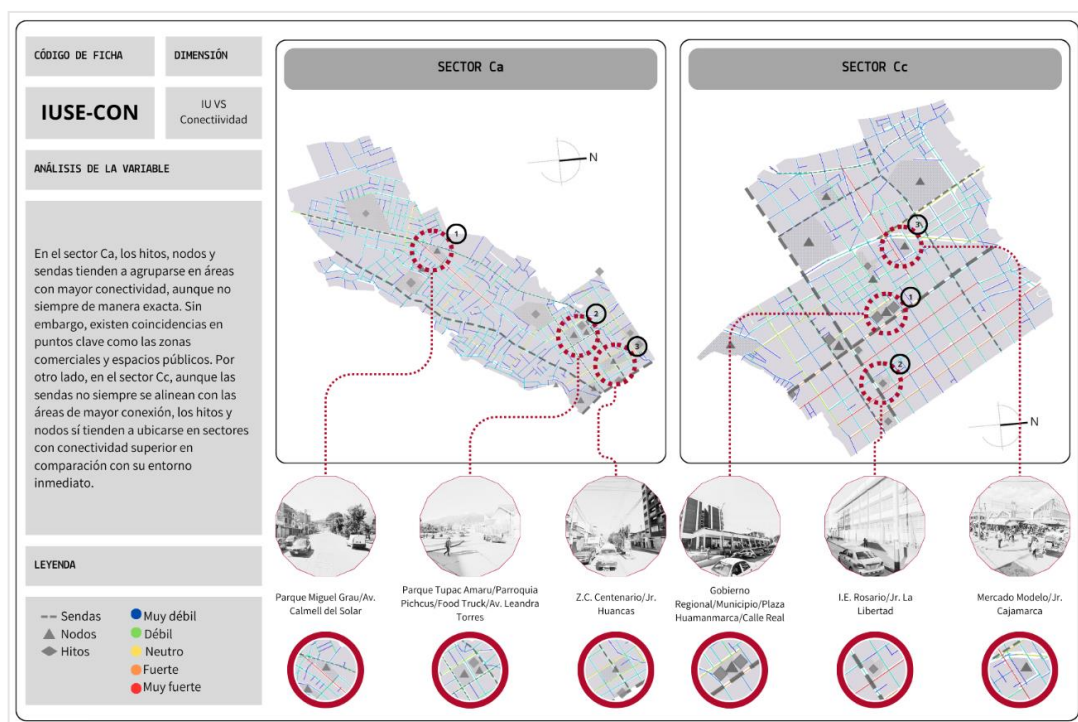 CÓDIGO DE FICHA
DIMENSIÓN
IUSE-CON
IU VS
Conectiividad
ANÁLISIS DE LA VARIABLE
En el sector Ca, los hitos, nodos y
sendas tienden a agruparse en áreas
con mayor conectividad, aunque no
siempre de manera exacta. Sin
embargo, existen coincidencias en
puntos clave como las zonas
comerciales y espacios públicos. Por
otro lado, en el sector Cc, aunque las
sendas no siempre se alinean con las
áreas de mayor conexión, los hitos y
nodos sí tienden a ubicarse en sectores
con conectividad superior en
comparación con su entorno
inmediato.
LEYENDA
Sendas
Nodos
Hitos
Muy débil
Débil
Neutro
Fuerte
Muy fuerte
SECTOR Ca
N
1
2
3
SECTOR Cc
3
1
2
N
Parque Miguel Grau/Av.
Calmell del Solar
Parque Tupac Amaru/Parroquia
Pichcus/Food Truck/Av. Leandra
Torres
Z.C. Centenario/Jr.
Huancas
Gobierno
Regional/Municipio/Plaza
Huamanmarca/Calle Real
I.E. Rosario/Jr. La
Libertad
Mercado Modelo/Jr.
Cajamarca